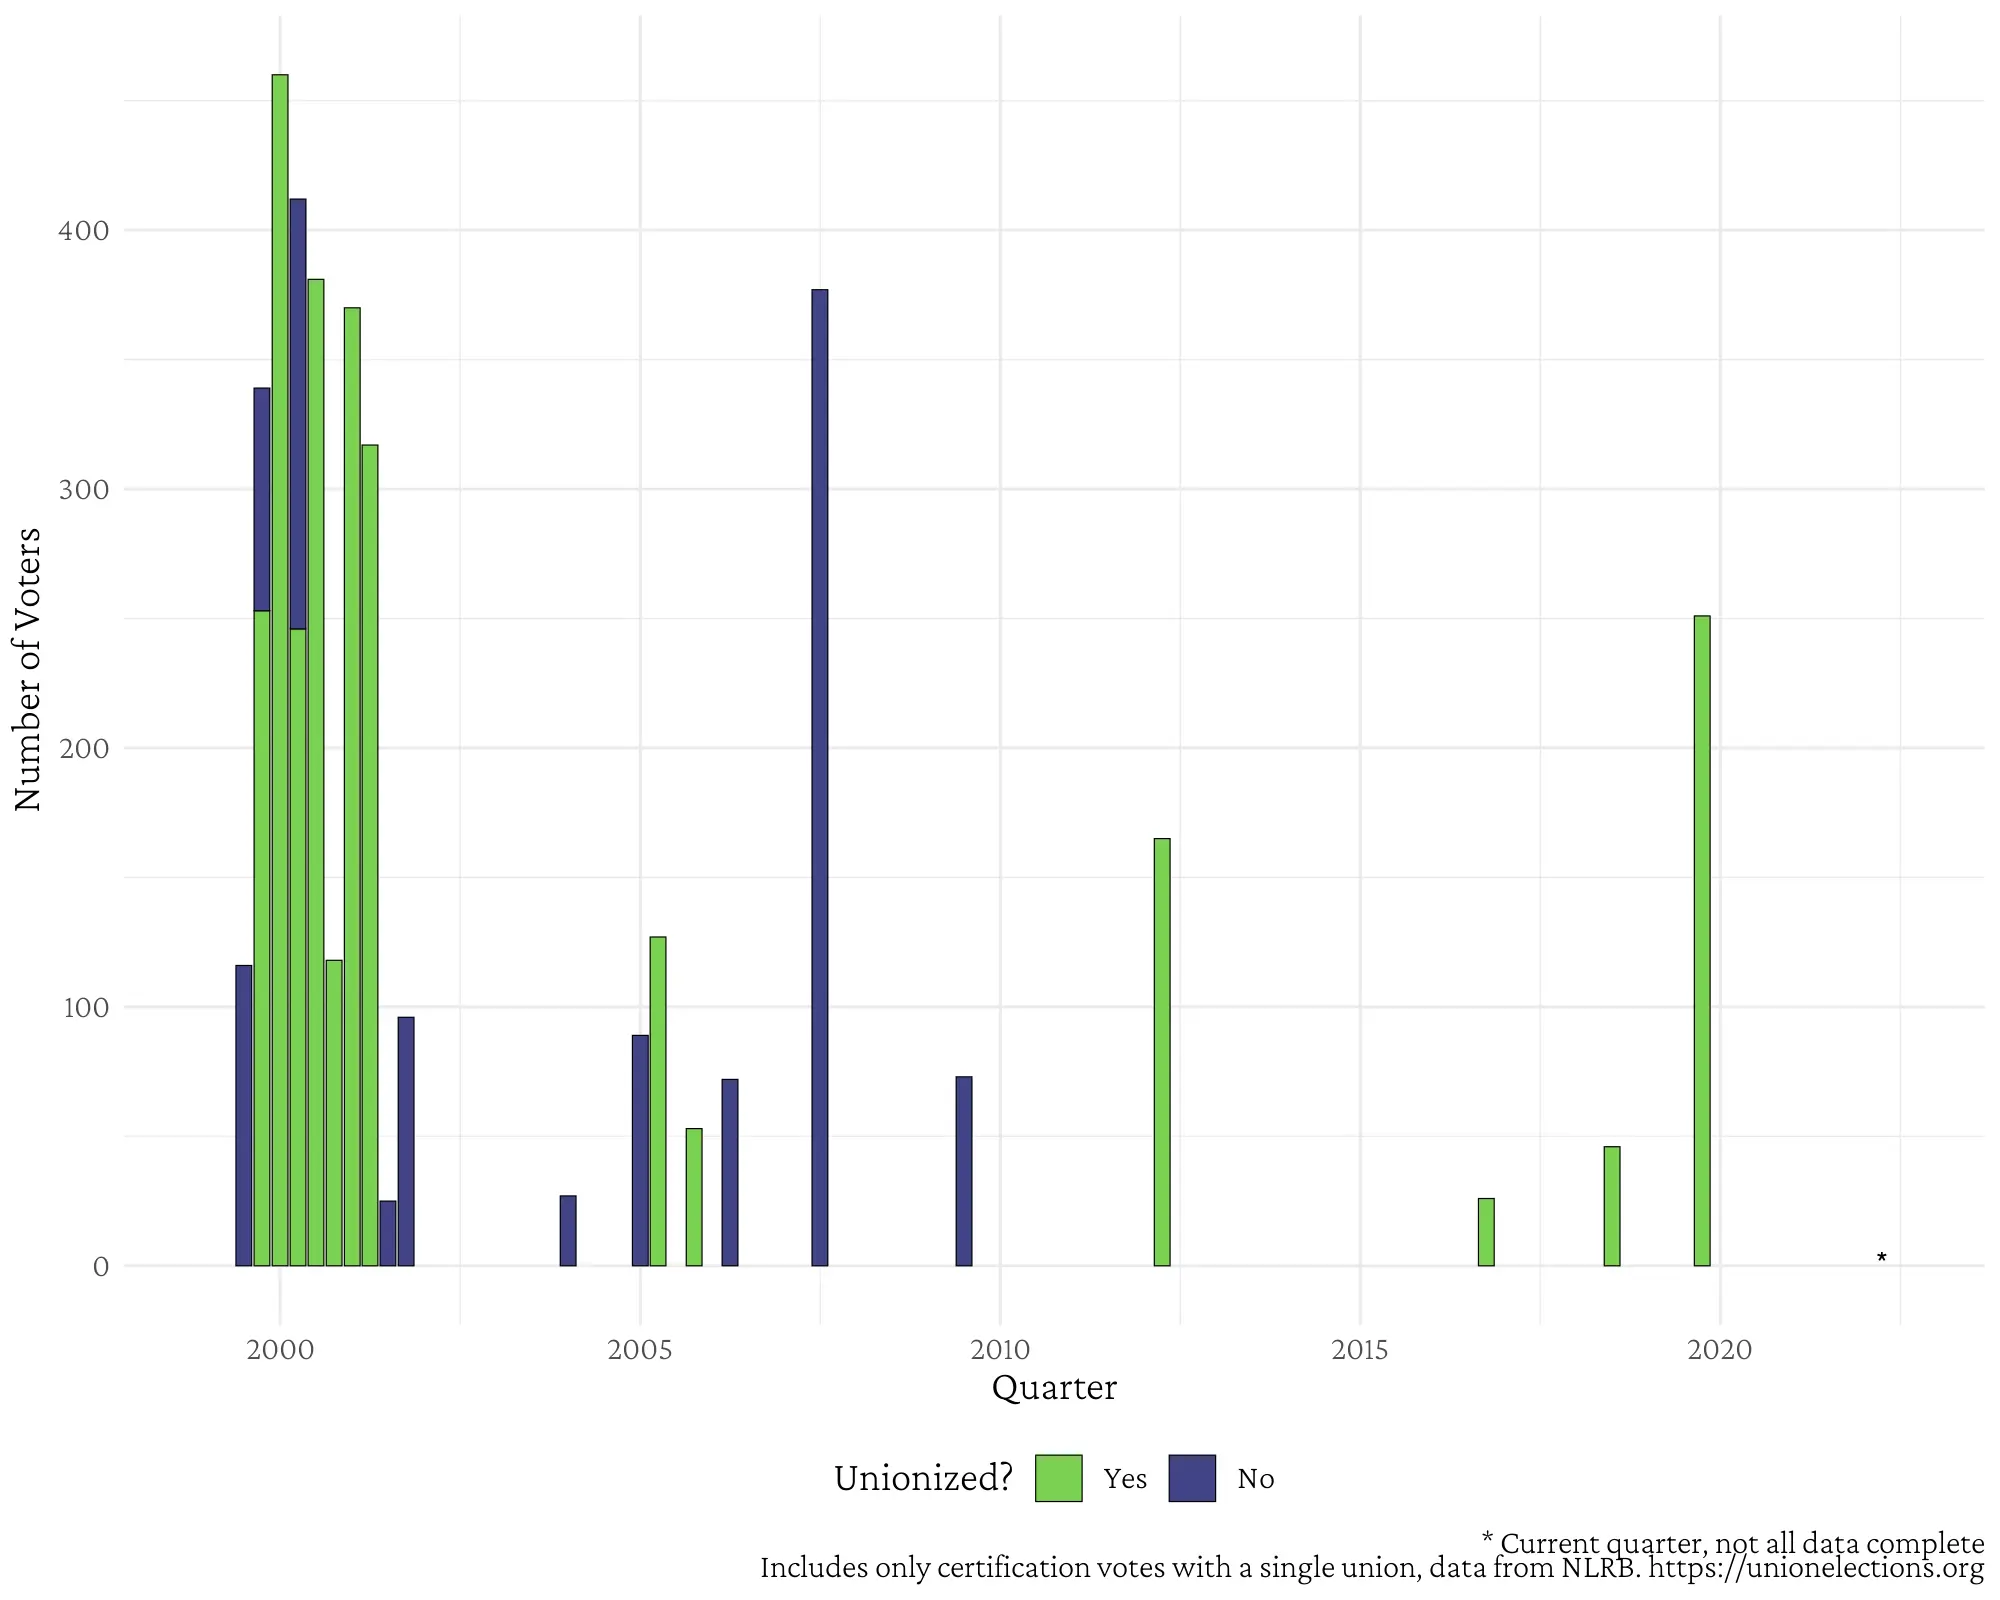 Number of Voters
400
300
200
100
0
*
2000 2005 2010 2015 2020
Quarter
Unionized? Yes No
* Current quarter, not all data complete
Includes only certification votes with a single union, data from NLRB. https://unionelections.org